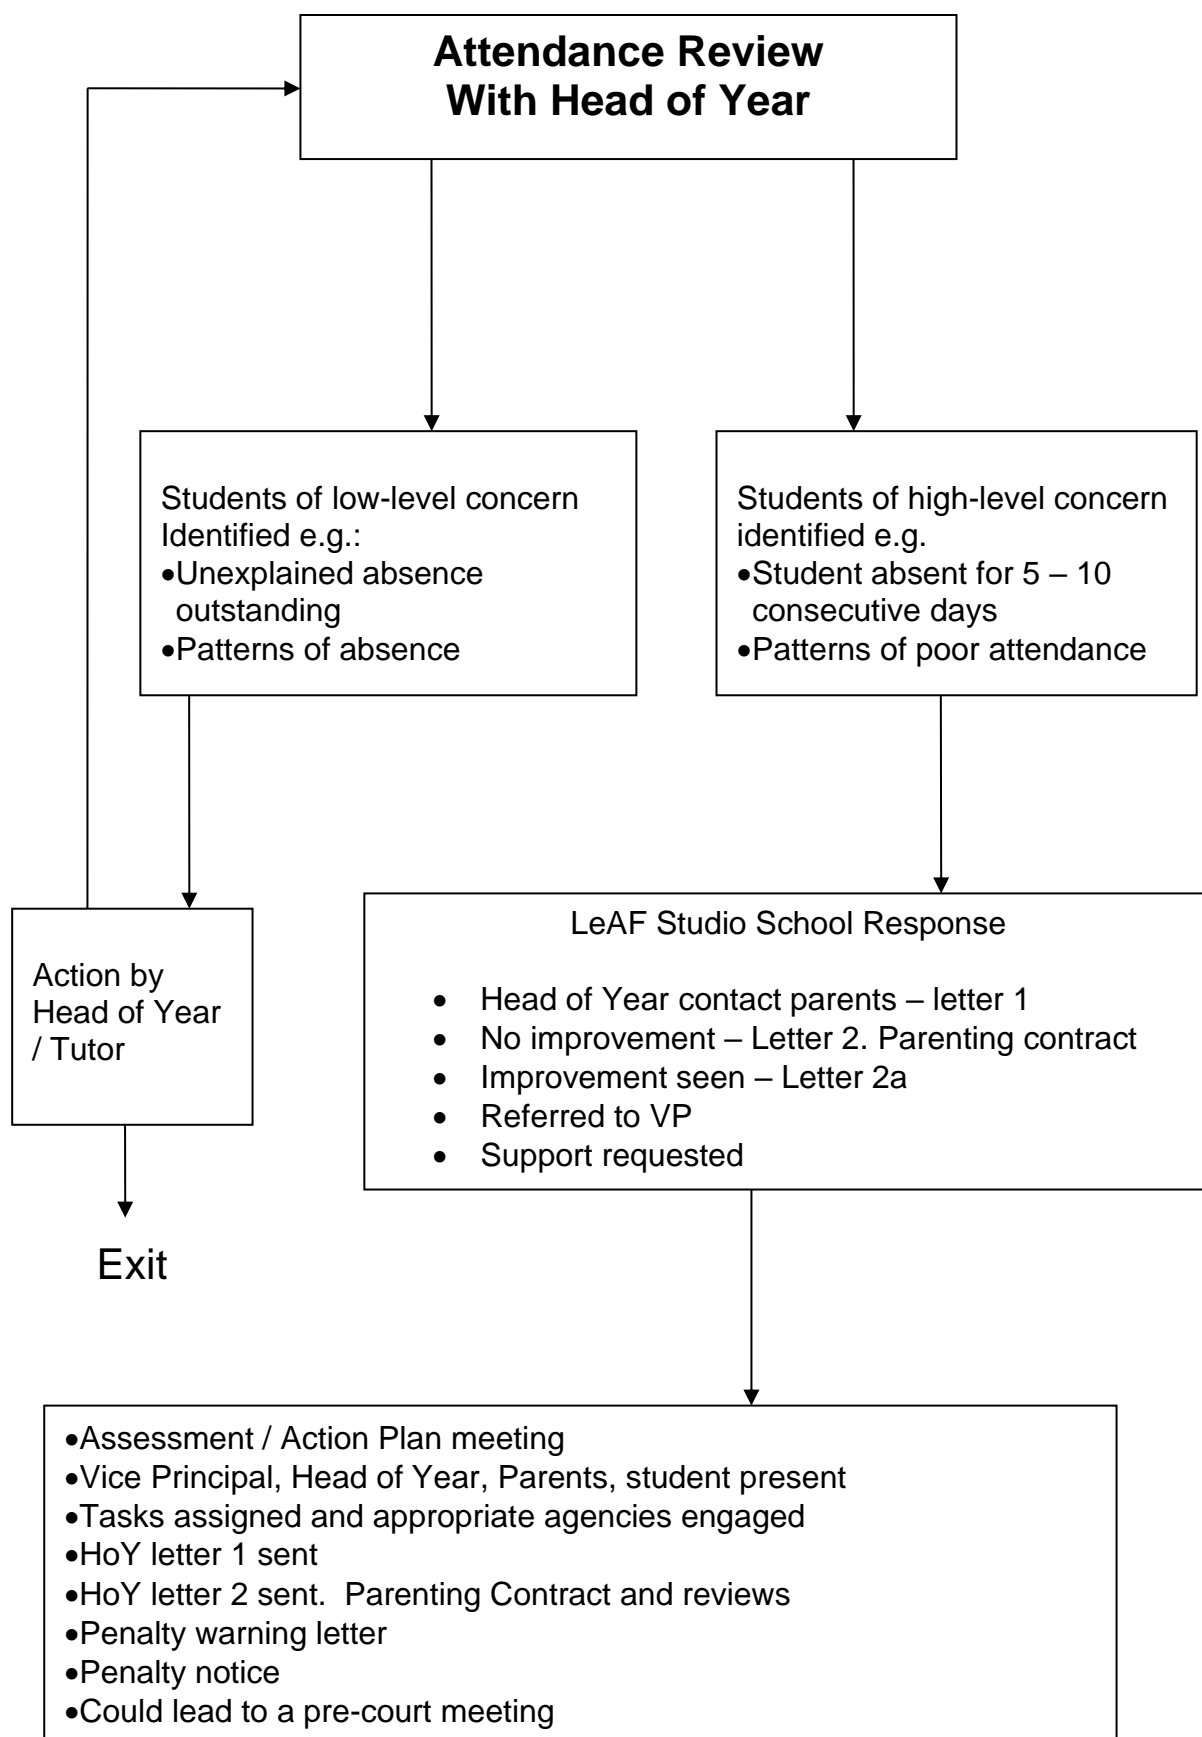 Attendance Review
With Head of Year
Students of low-level concern
Identified e.g.:
•Unexplained absence
outstanding
•Patterns of absence
Students of high-level concern
identified e.g.
•Student absent for 5 – 10
consecutive days
•Patterns of poor attendance
Action by
Head of Year
/ Tutor
LeAF Studio School Response
• Head of Year contact parents – letter 1
• No improvement – Letter 2. Parenting contract
• Improvement seen – Letter 2a
• Referred to VP
• Support requested
Exit
•Assessment / Action Plan meeting
•Vice Principal, Head of Year, Parents, student present
•Tasks assigned and appropriate agencies engaged
•HoY letter 1 sent
•HoY letter 2 sent.  Parenting Contract and reviews
•Penalty warning letter
•Penalty notice
•Could lead to a pre-court meeting